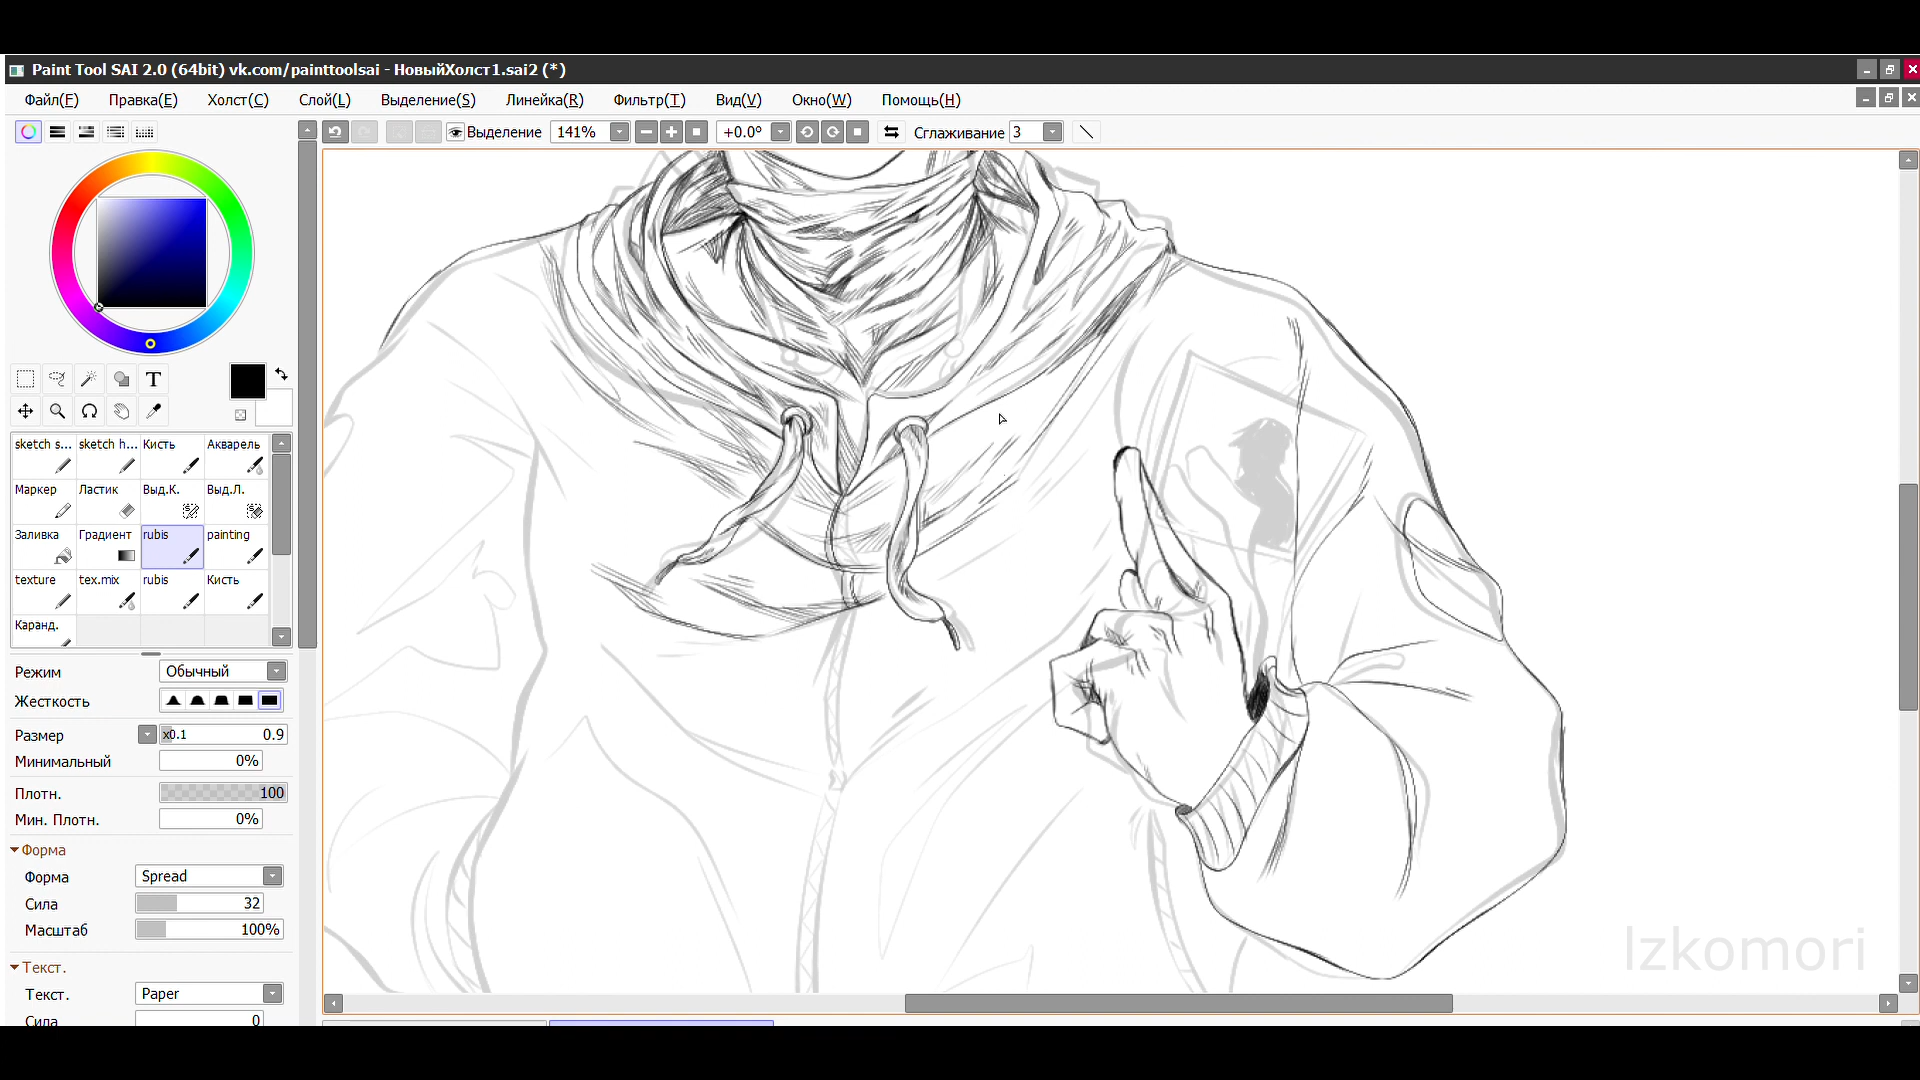 Paint Tool SAI 2.0 (64bit) vk.com/painttoolsai - НовыйХолст1.sai2 (*)
Файл(F) Правка(E) Холст(C) Слой(L) Выделение(S) Линейка(R) Фильтр(T) Вид(V) Окно(W) Помощь(H)
Выделение 141% +0.0º Сглаживание 3
T
sketch s... sketch h... Кисть Акварель
Маркер Ластик Выд.К. Выд.Л.
Заливка Градиент rubis painting
texture tex.mix rubis Кисть
Каранд.
Режим Обычный
Жесткость
Размер x0.1 0.9
Минимальный 0%
Плотн. 100
Мин. Плотн. 0%
Форма
Форма Spread
Сила 32
Масштаб 100%
Текст.
Текст. Paper
Сила 0
Izkomori